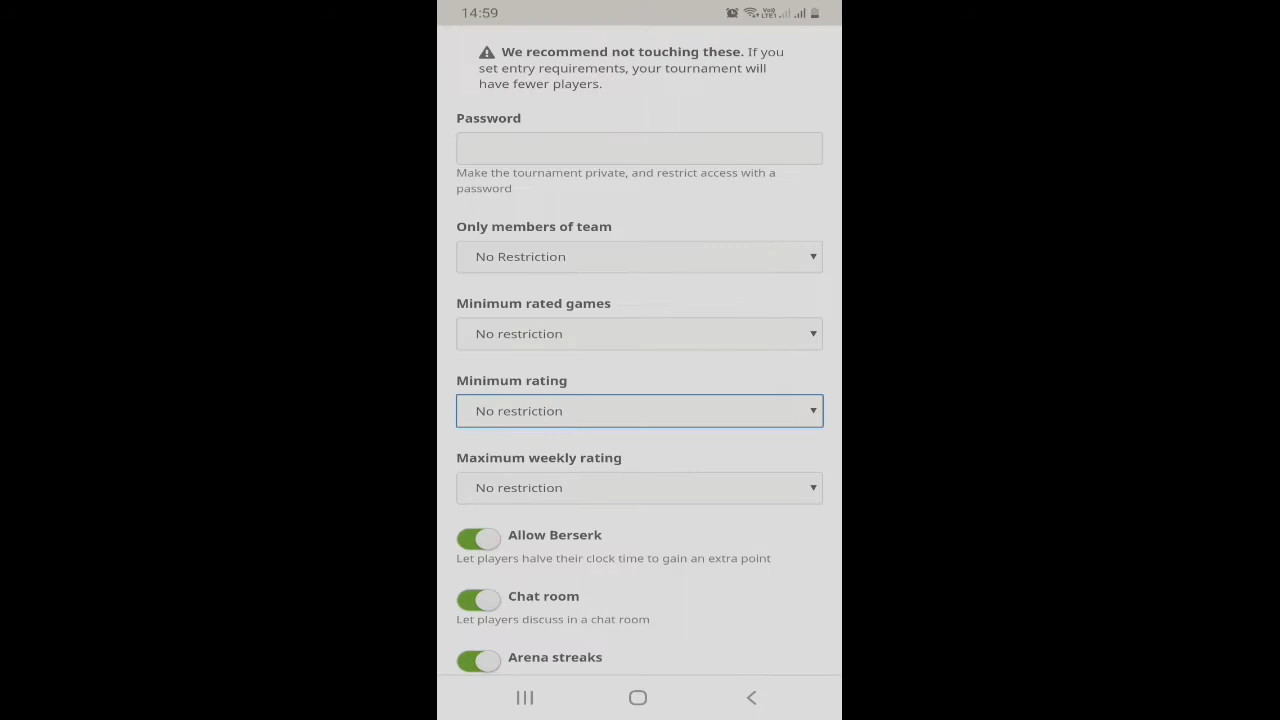 14:59
We recommend not touching these. If you
set entry requirements, your tournament will
have fewer players.
Password
Make the tournament private, and restrict access with a
password
Only members of team
No Restriction
Minimum rated games
No restriction
Minimum rating
No restriction
Maximum weekly rating
No restriction
Allow Berserk
Let players halve their clock time to gain an extra point
Chat room
Let players discuss in a chat room
Arena streaks